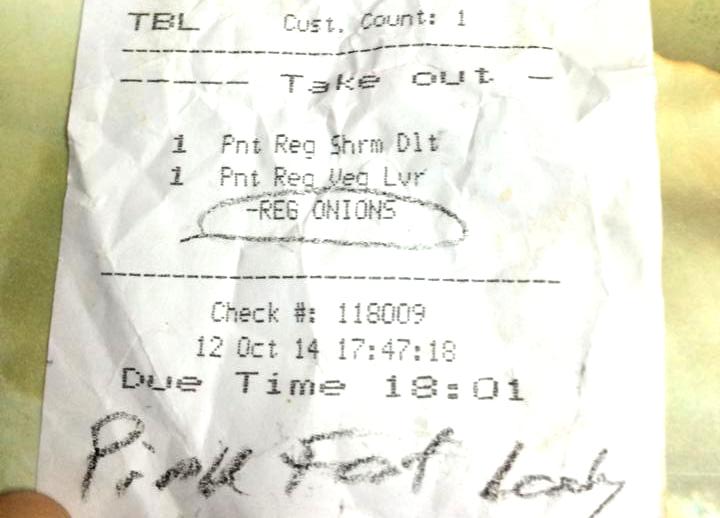 TBL Cust. Count: 1
----- Take out -
1 Pnt Reg Shrm Dlt
1 Pnt Reg Veg Lvr
-REG ONIONS
Check #: 118009
12 Oct 14 17:47:18
Due Time 18:01
Pink Fat Lady